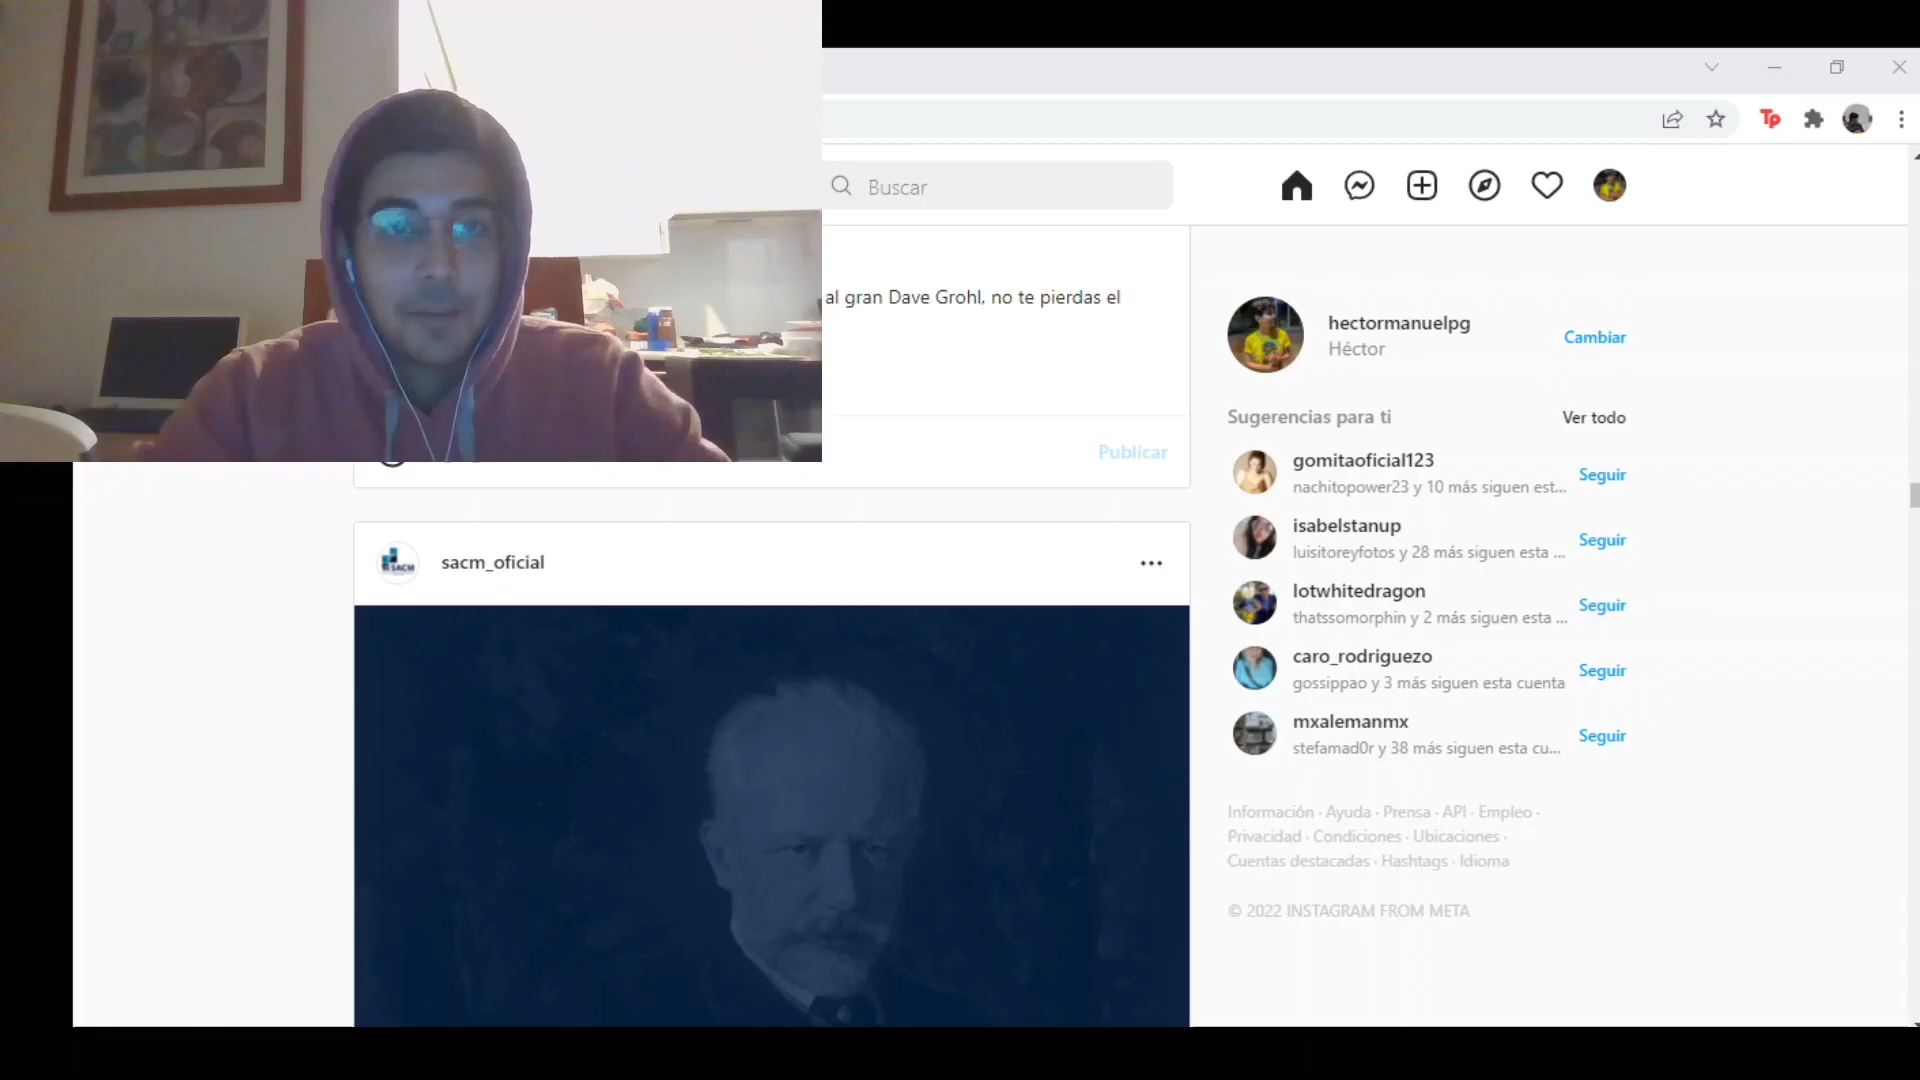 Tp
Buscar
al gran Dave Grohl, no te pierdas el
Publicar
sacm_oficial
SACM
hectormanuelpg
Héctor
Cambiar
Sugerencias para ti
Ver todo
gomitaoficial123
nachitopower23 y 10 más siguen est...
Seguir
isabelstanup
luisitoreyfotos y 28 más siguen esta ...
Seguir
lotwhitedragon
thatssomorphin y 2 más siguen esta ...
Seguir
caro_rodriguezo
gossippao y 3 más siguen esta cuenta
Seguir
mxalemanmx
stefamad0r y 38 más siguen esta cu...
Seguir
Información · Ayuda · Prensa · API · Empleo ·
Privacidad · Condiciones · Ubicaciones ·
Cuentas destacadas · Hashtags · Idioma
© 2022 INSTAGRAM FROM META